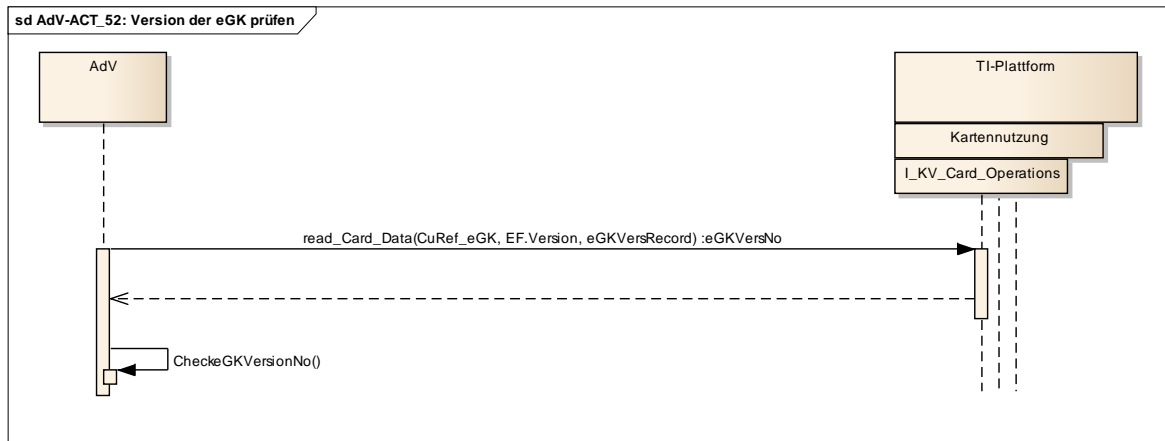 sd AdV-ACT_52: Version der eGK prüfen
AdV
TI-Plattform
Kartennutzung
I_KV_Card_Operations
read_Card_Data(CuRef_eGK, EF.Version, eGKVersRecord) :eGKVersNo
CheckeGKVersionNo()